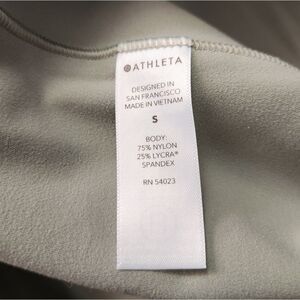 ATHLETA
DESIGNED IN
SAN FRANCISCO
MADE IN VIETNAM
S
BODY:
75% NYLON
25% LYCRA®
SPANDEX
RN 54023